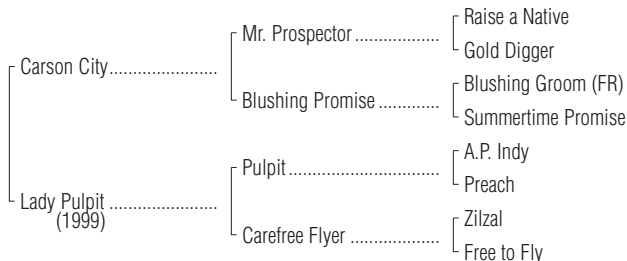 Raise a Native
Mr. Prospector ..................
Gold Digger
Carson City.......................
Blushing Groom (FR)
Blushing Promise .............
Summertime Promise
A.P. Indy
Pulpit................................
Preach
Lady Pulpit .......................
(1999)
Zilzal
Carefree Flyer ...................
Free to Fly